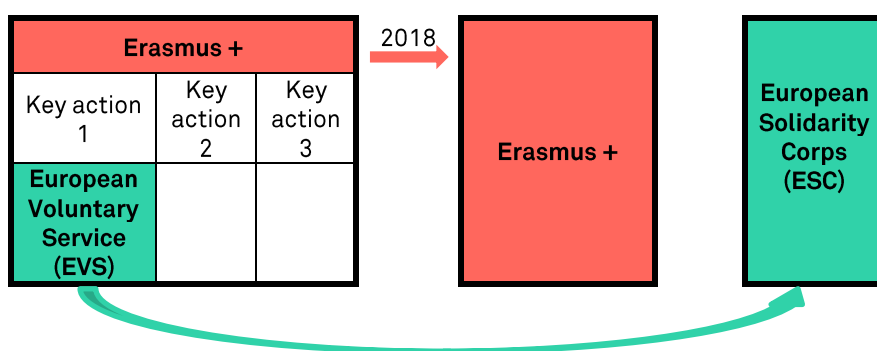 Erasmus +
2018
Key action
1
Key
action
2
Key
action
3
European
Voluntary
Service
(EVS)
Erasmus +
European
Solidarity
Corps
(ESC)